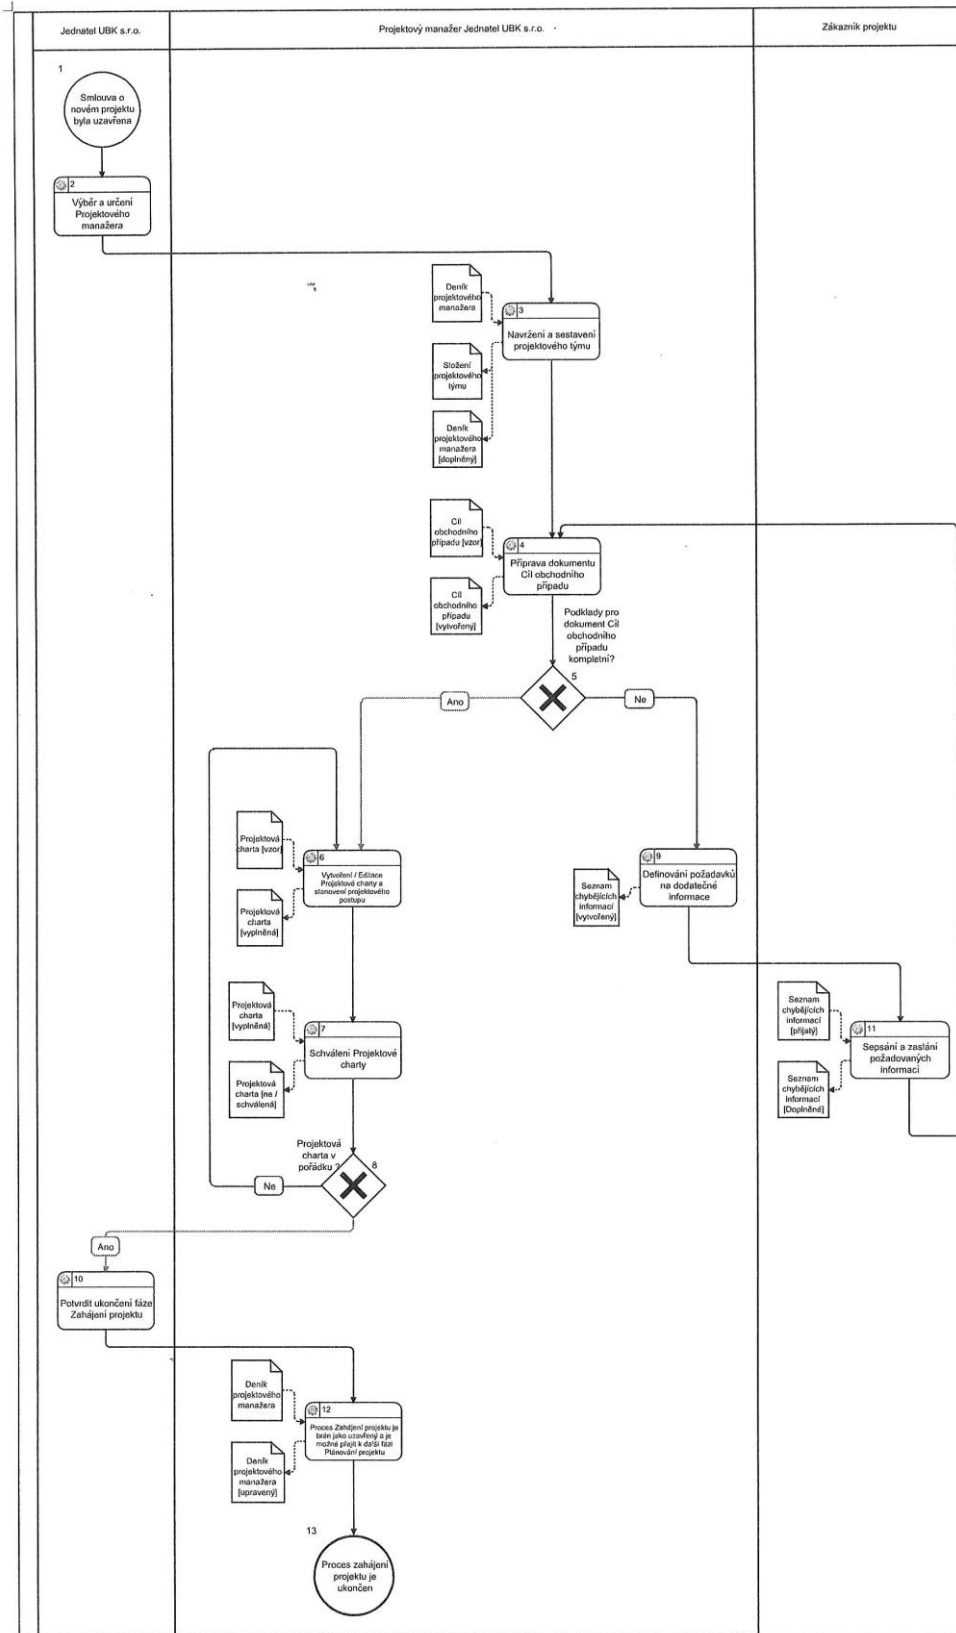 Jednatel UBK s.r.o.
Projektový manažer Jednatel UBK s.r.o.
Zákazník projektu
1
Smlouva o
novém projektu
byla uzavřena
2
Výběr a určení
Projektového
manažera
Deník
projektového
manažera
3
Navržení a sestavení
projektového týmu
Složení
projektového
týmu
Deník
projektového
manažera
[doplněný]
Cíl
obchodního
případu [vzor]
4
Příprava dokumentu
Cíl obchodního
případu
Cíl
obchodního
případu
[vytvořený]
Podklady pro
dokument Cíl
obchodního
případu
kompletní?
5
Ano
Ne
Projektová
charta [vzor]
6
Vytvoření / Editace
Projektové charty a
stanovení projektového
postupu
Projektová
charta
[vyplněná]
9
Definování požadavků
na dodatečné
informace
Seznam
chybějících
informací
[vytvořený]
Projektová
charta
[vyplněná]
7
Schválení Projektové
charty
Projektová
charta [ne /
schválená]
Seznam
chybějících
informací
[přijatý]
11
Sepsání a zaslání
požadovaných
informací
Seznam
chybějících
informací
[Doplněné]
Projektová
charta v
pořádku ?
8
Ne
Ano
10
Potvrdit ukončení fáze
Zahájení projektu
Deník
projektového
manažera
12
Proces Zahájení projektu je
brán jako uzavřený a je
možné přejít k další fázi
Plánování projektu
Deník
projektového
manažera
[upravený]
13
Proces zahájení
projektu je
ukončen